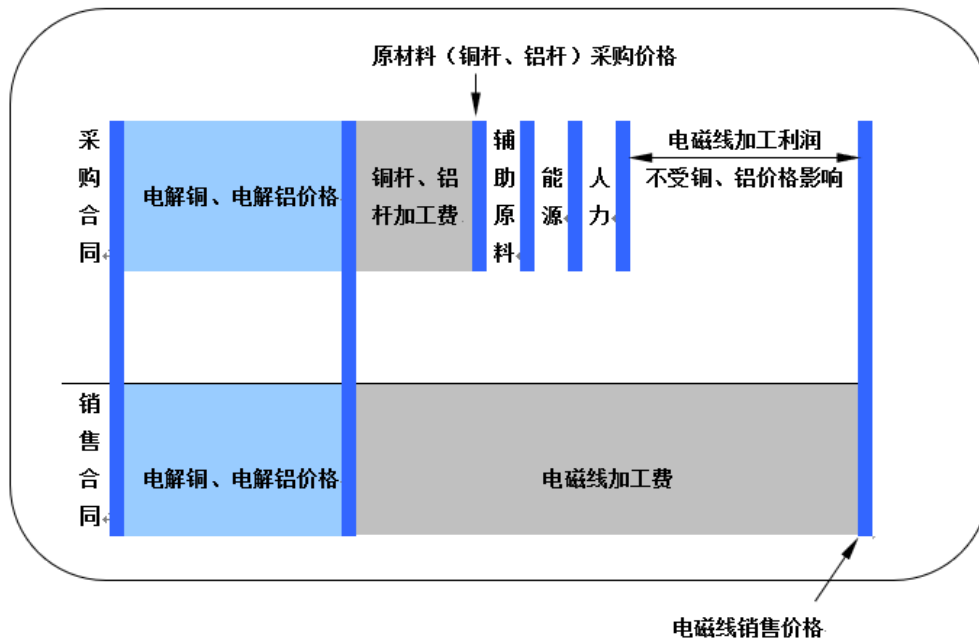 原材料（铜杆、铝杆）采购价格
采购合同
电解铜、电解铝价格
铜杆、铝
杆加工费
辅助原料
能源
人力
电磁线加工利润
不受铜、铝价格影响
销售合同
电解铜、电解铝价格
电磁线加工费
电磁线销售价格